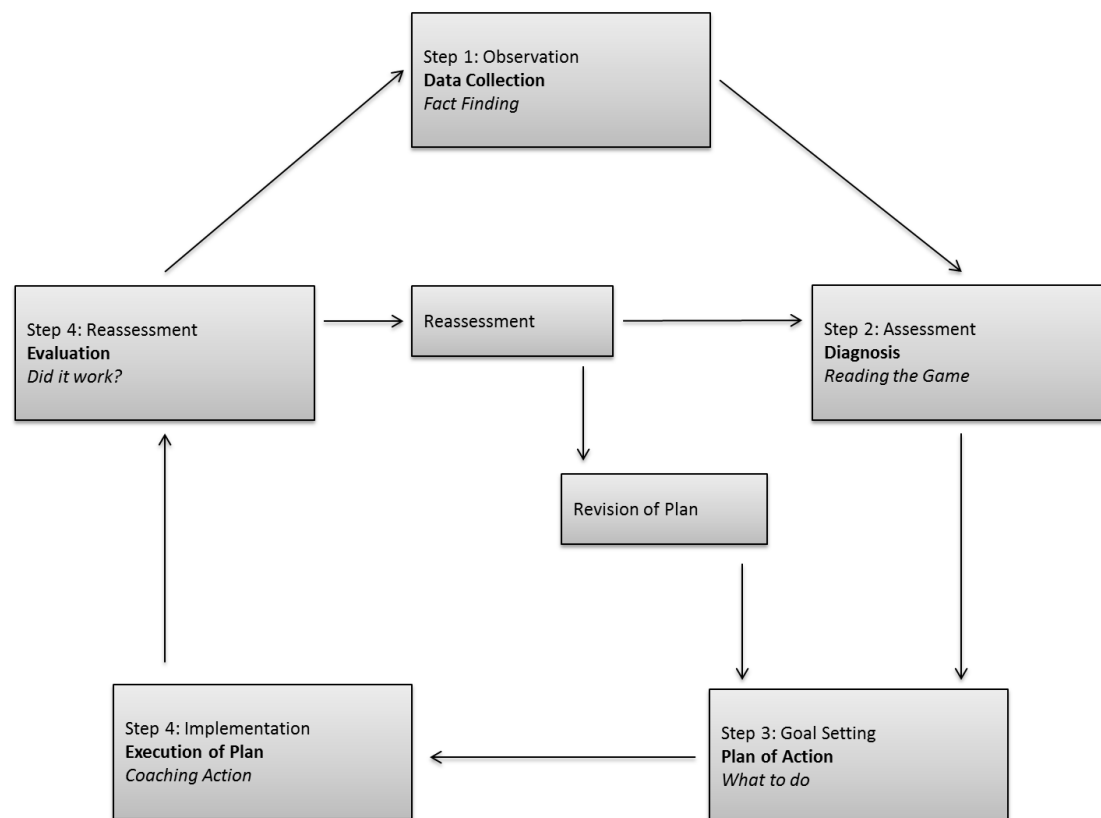 Step 1: Observation
Data Collection
Fact Finding
Step 4: Reassessment
Evaluation
Did it work?
Reassessment
Step 2: Assessment
Diagnosis
Reading the Game
Revision of Plan
Step 4: Implementation
Execution of Plan
Coaching Action
Step 3: Goal Setting
Plan of Action
What to do